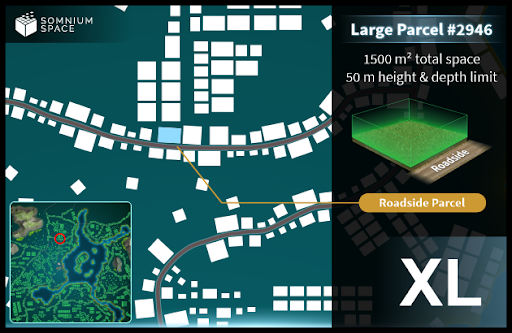 SOMNIUM
SPACE
Large Parcel #2946
1500 m² total space
50 m height & depth limit
Roadside
Roadside Parcel
XL